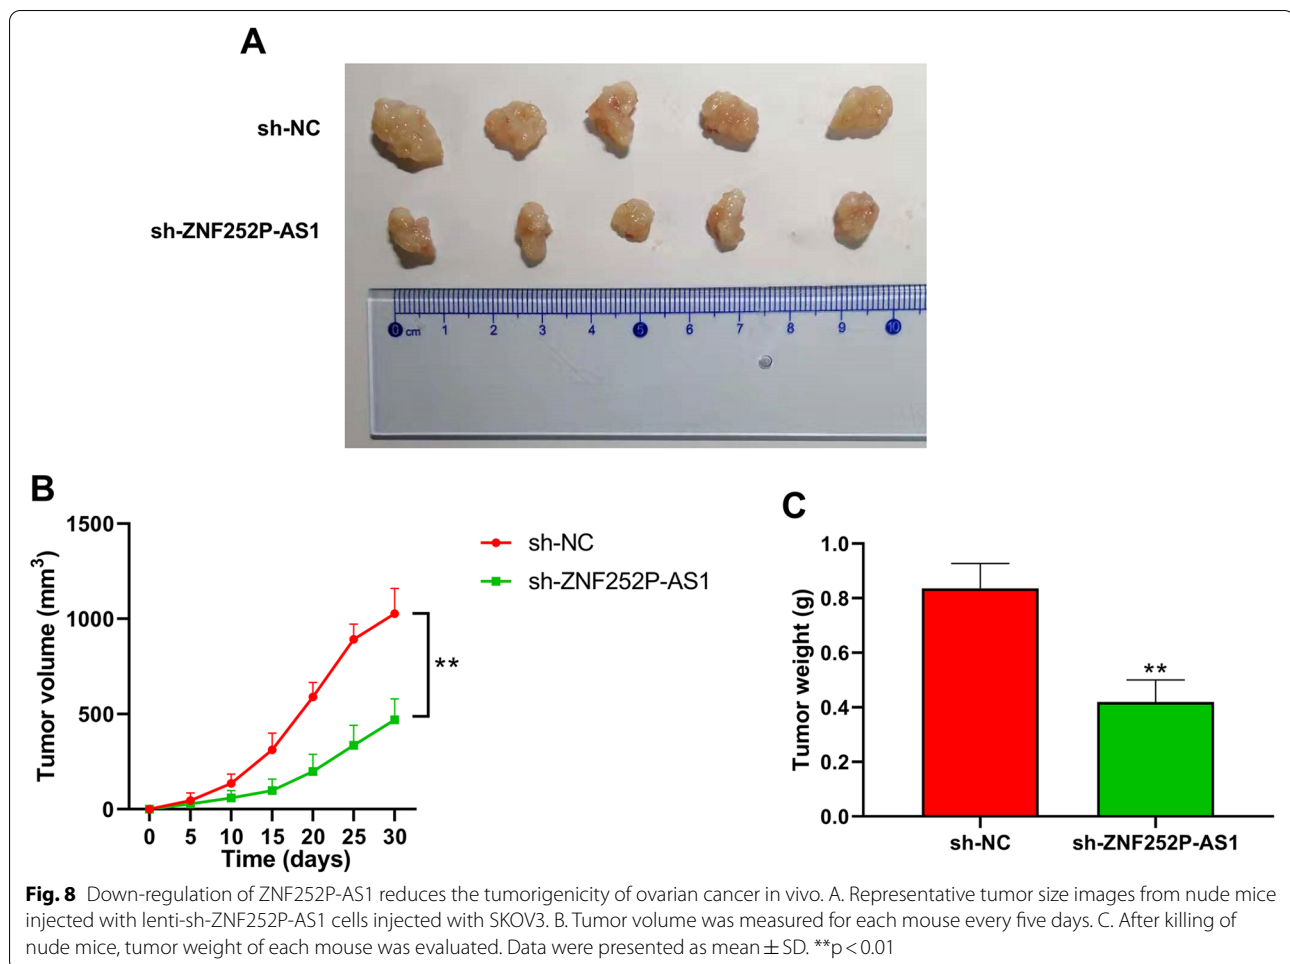 A
sh-NC
sh-ZNF252P-AS1
0 cm 1 2 3 4 5 6 7 8 9 10
B
1500
1000
500
0
Tumor volume (mm³)
0 5 10 15 20 25 30
Time (days)
sh-NC
sh-ZNF252P-AS1
**
C
1.0
0.8
0.6
0.4
0.2
0.0
Tumor weight (g)
**
sh-NC sh-ZNF252P-AS1
Fig. 8 Down-regulation of ZNF252P-AS1 reduces the tumorigenicity of ovarian cancer in vivo. A. Representative tumor size images from nude mice
injected with lenti-sh-ZNF252P-AS1 cells injected with SKOV3. B. Tumor volume was measured for each mouse every five days. C. After killing of
nude mice, tumor weight of each mouse was evaluated. Data were presented as mean ± SD. **p < 0.01